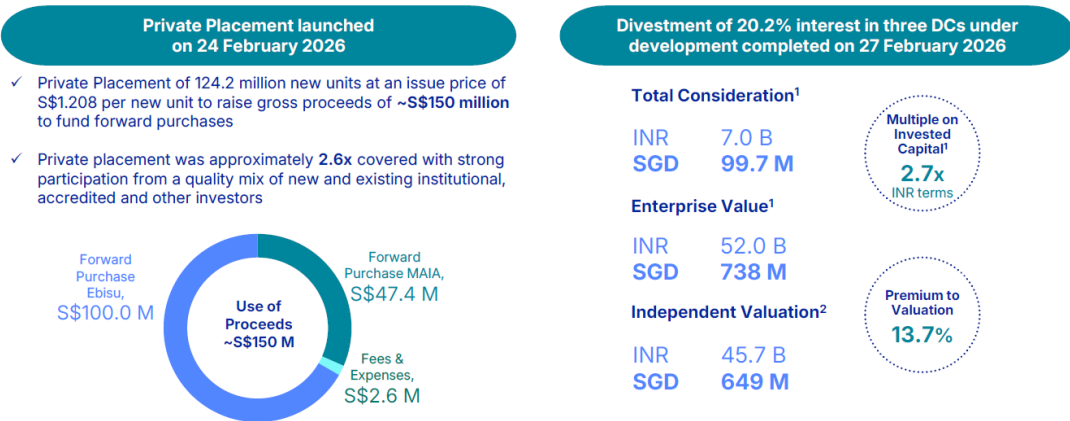 Private Placement launched
on 24 February 2026
✓ Private Placement of 124.2 million new units at an issue price of
S$1.208 per new unit to raise gross proceeds of ~S$150 million
to fund forward purchases
✓ Private placement was approximately 2.6x covered with strong
participation from a quality mix of new and existing institutional,
accredited and other investors
Forward
Purchase
Ebisu,
S$100.0 M
Use of
Proceeds
~S$150 M
Forward
Purchase MAIA,
S$47.4 M
Fees &
Expenses,
S$2.6 M
Divestment of 20.2% interest in three DCs under
development completed on 27 February 2026
Total Consideration¹
INR 7.0 B
SGD 99.7 M
Enterprise Value¹
INR 52.0 B
SGD 738 M
Independent Valuation²
INR 45.7 B
SGD 649 M
Multiple on
Invested
Capital¹
2.7x
INR terms
Premium to
Valuation
13.7%